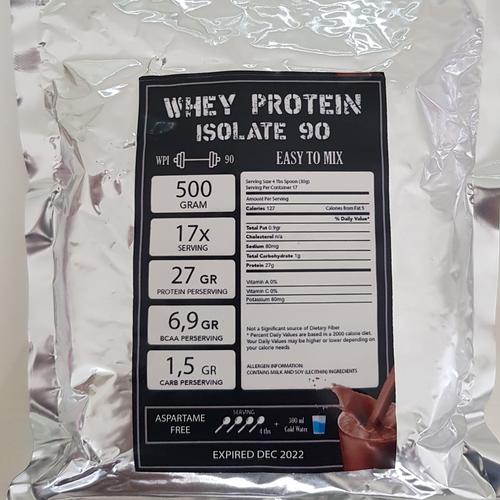 WHEY PROTEIN
ISOLATE 90
WPI 90 EASY TO MIX
500
GRAM
17x
SERVING
27 GR
PROTEIN PERSERVING
6,9 GR
BCAA PERSERVING
1,5 GR
CARB PERSERVING
Serving Size 4 Tbs Spoon (30g)
Serving Per Container 17
Amount Per Serving
Calories 127 Calories from Fat 5
% Daily Value*
Total Fat 0.9gr
Cholesterol n/a
Sodium 80mg
Total Carbohydrate 1g
Protein 27g
Vitamin A 0%
Vitamin C 0%
Potassium 60mg
Not a Significant source of Dietary Fiber
* Percent Daily Values are based on a 2000 calorie diet.
Your Daily Values may be higher or lower depending on
your calorie needs
ALLERGEN INFORMATION:
CONTAINS MILK AND SOY (LECITHIN) INGREDIENTS
ASPARTAME
FREE
SERVING
4 tbs
+
300 ml
Cold Water
EXPIRED DEC 2022